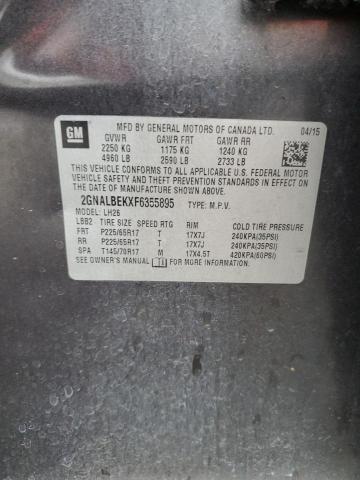 GM
MFD BY GENERAL MOTORS OF CANADA LTD. 04/15
GVWR GAWR FRT GAWR RR
2250 KG 1175 KG 1240 KG
4960 LB 2590 LB 2733 LB
THIS VEHICLE CONFORMS TO ALL APPLICABLE U.S. FEDERAL MOTOR
VEHICLE SAFETY AND THEFT PREVENTION STANDARDS IN
EFFECT ON THE DATE OF MANUFACTURE SHOWN ABOVE.
2GNALBEKXF6355895 TYPE: M.P.V.
MODEL: LH26
LBB2 TIRE SIZE SPEED RTG RIM COLD TIRE PRESSURE
FRT P225/65R17 T 17X7J 240KPA(35PSI)
RR P225/65R17 T 17X7J 240KPA(35PSI)
SPA T145/70R17 M 17X4.5T 420KPA(60PSI)
SEE OWNER'S MANUAL FOR MORE INFORMATION